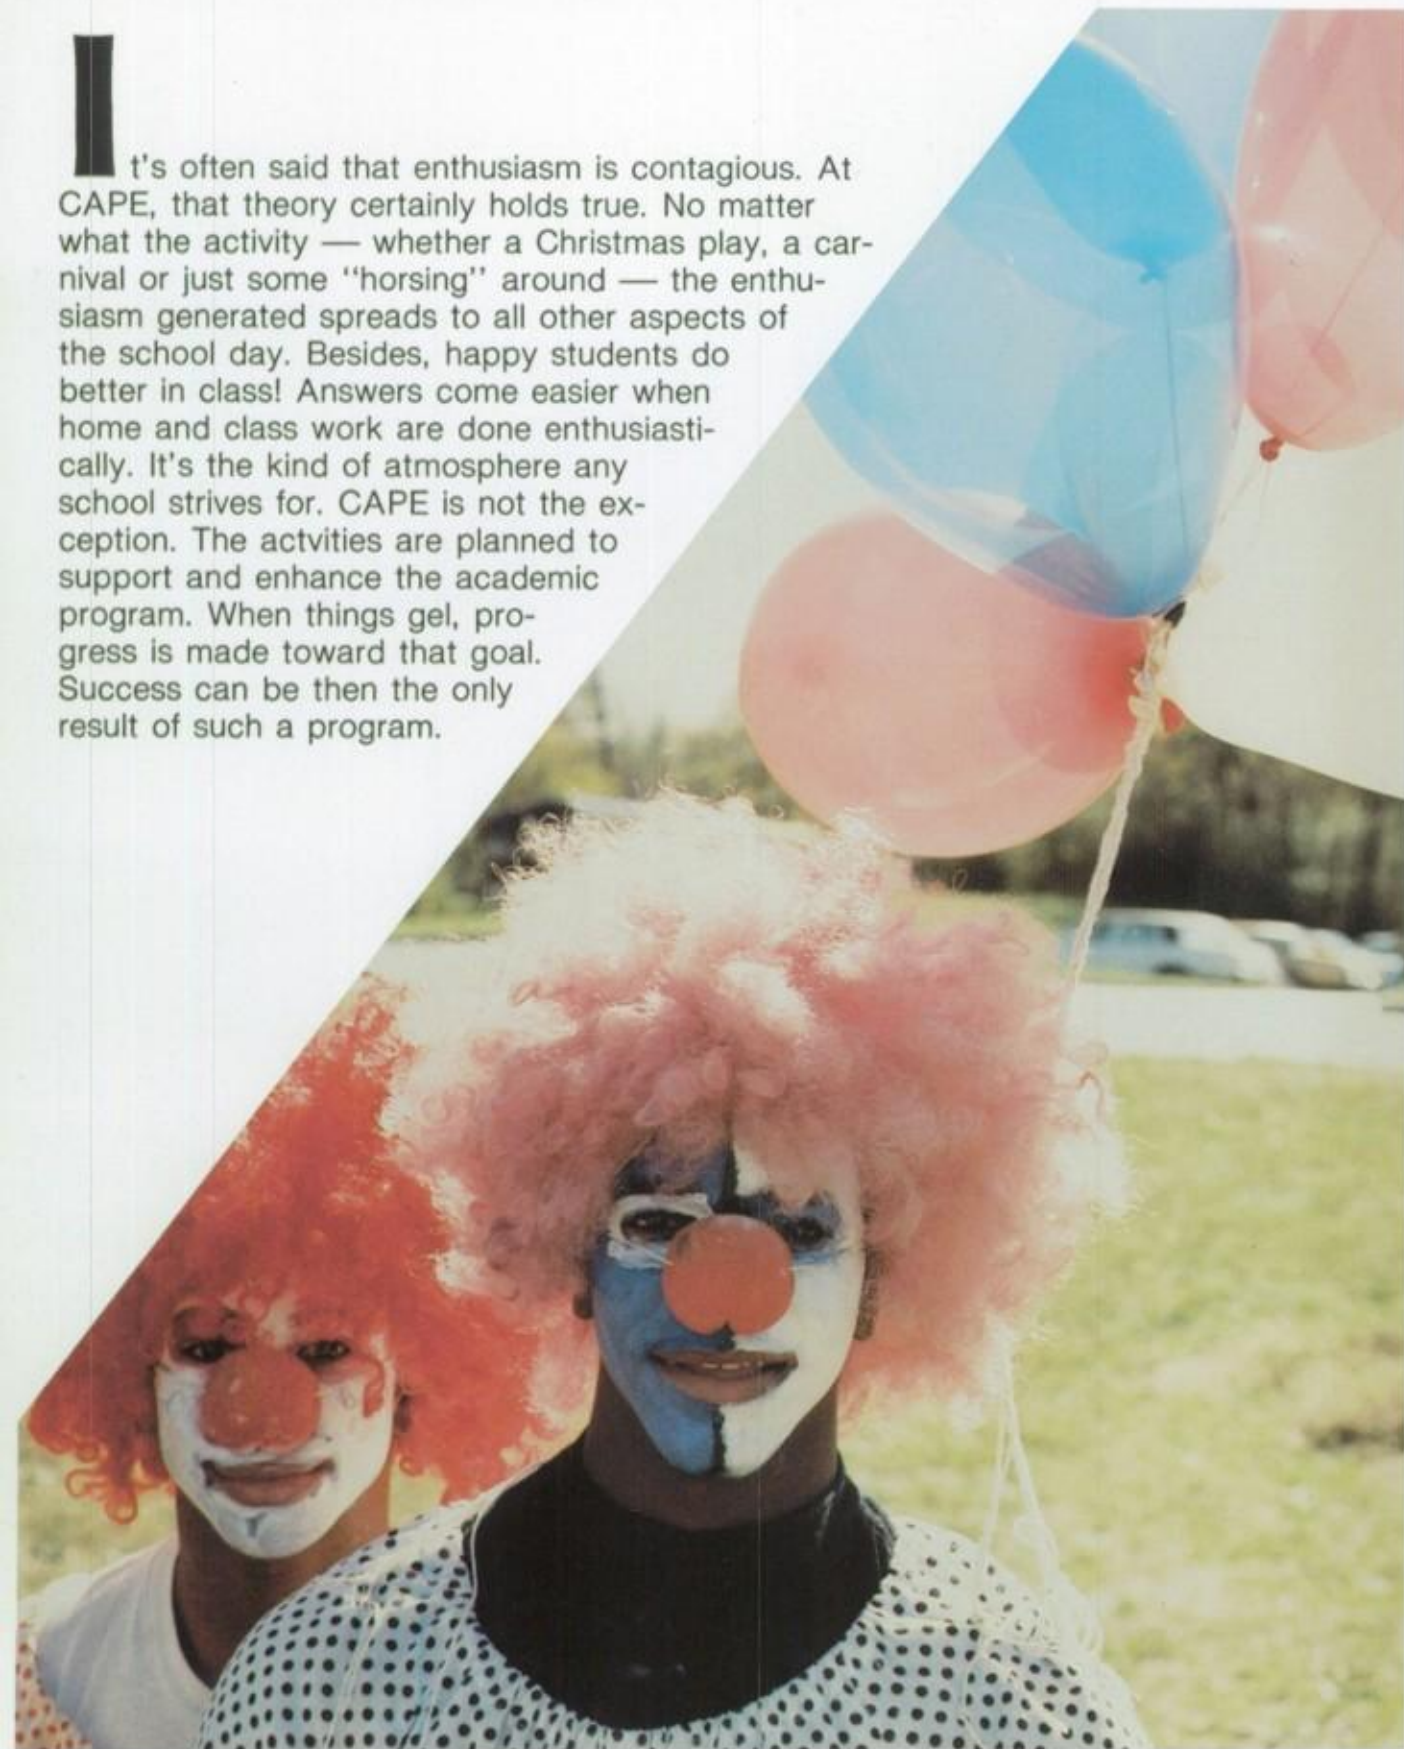 It's often said that enthusiasm is contagious. At
CAPE, that theory certainly holds true. No matter
what the activity — whether a Christmas play, a car-
nival or just some "horsing" around — the enthu-
siasm generated spreads to all other aspects of
the school day. Besides, happy students do
better in class! Answers come easier when
home and class work are done enthusiasti-
cally. It's the kind of atmosphere any
school strives for. CAPE is not the ex-
ception. The actvities are planned to
support and enhance the academic
program. When things gel, pro-
gress is made toward that goal.
Success can be then the only
result of such a program.